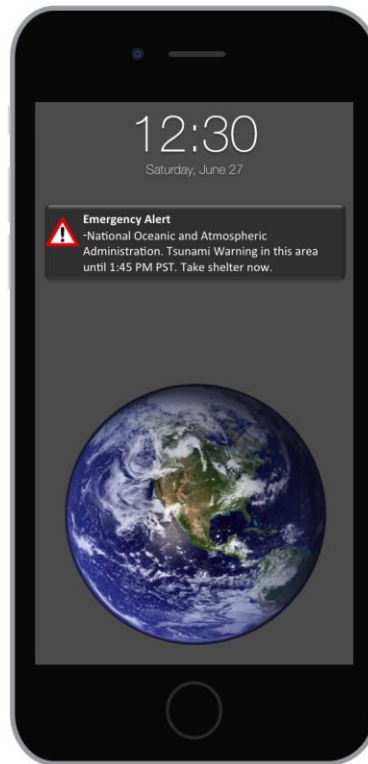 12:30
Saturday, June 27
Emergency Alert
-National Oceanic and Atmospheric
Administration. Tsunami Warning in this area
until 1:45 PM PST. Take shelter now.